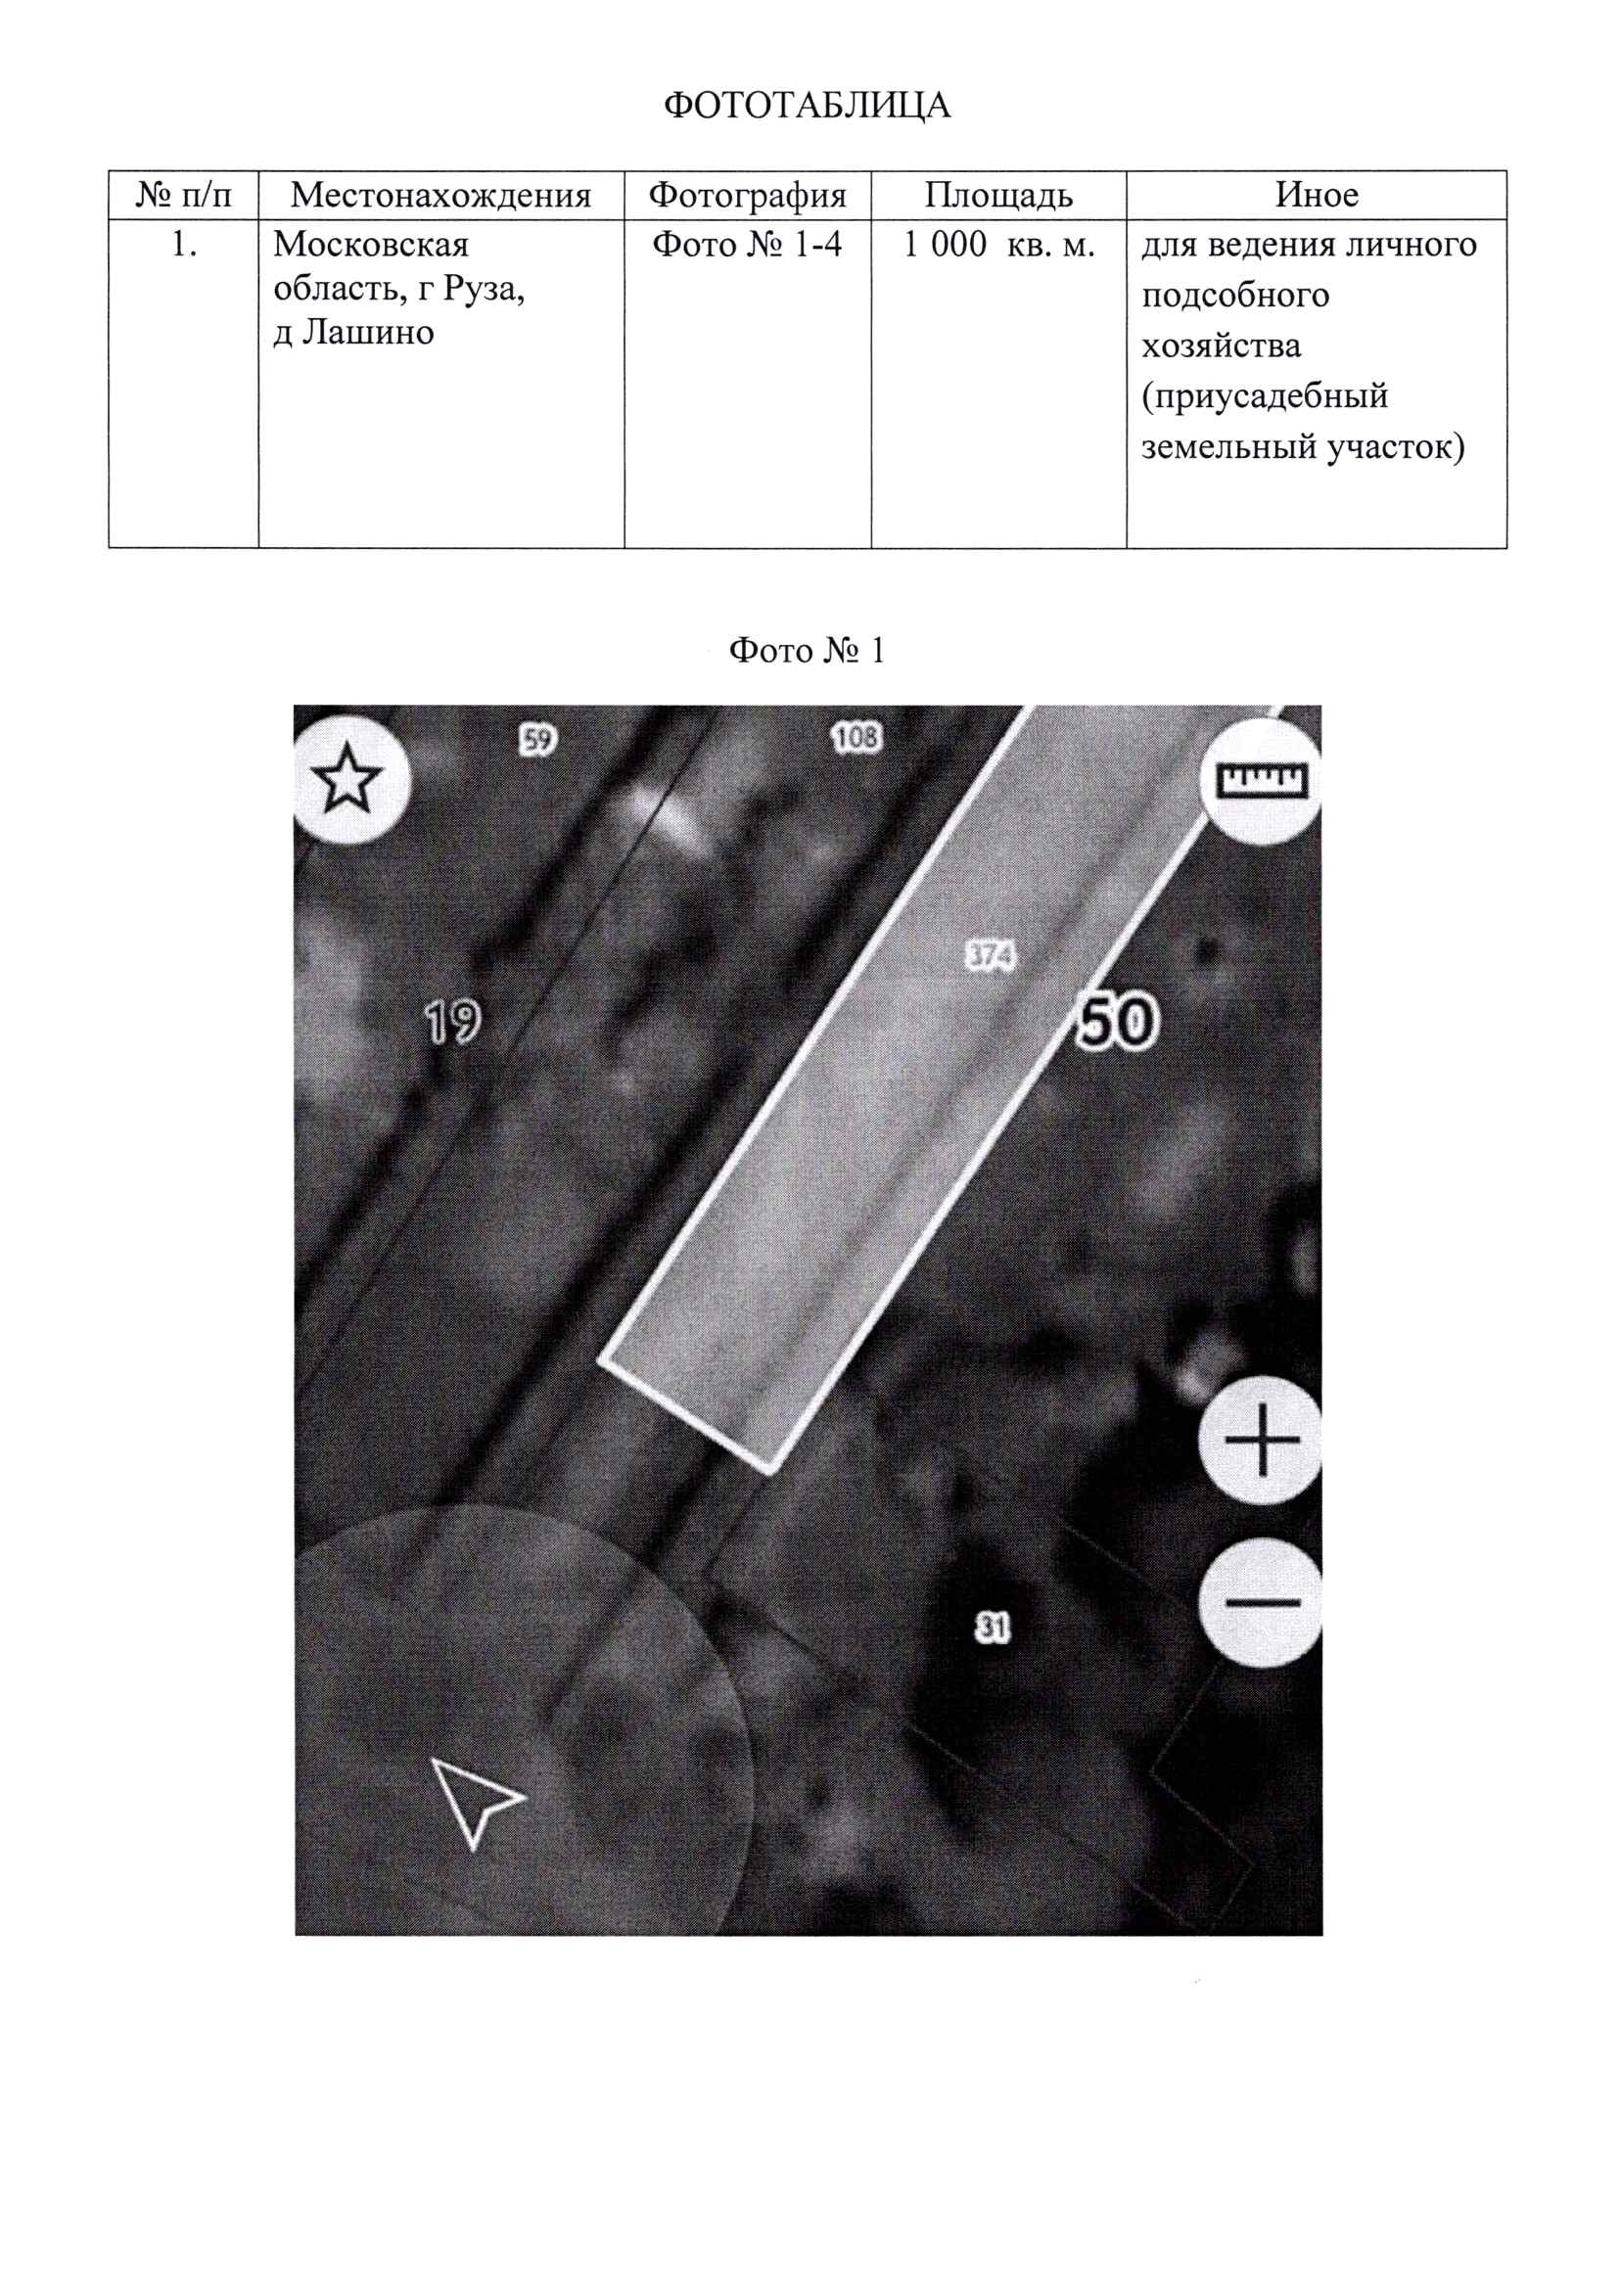 ФОТОТАБЛИЦА
№ п/п Местонахождения Фотография Площадь Иное
1. Московская область, г Руза, д Лашино Фото № 1-4 1 000 кв. м. для ведения личного подсобного хозяйства (приусадебный земельный участок)
Фото № 1
59
108
374
19
50
31